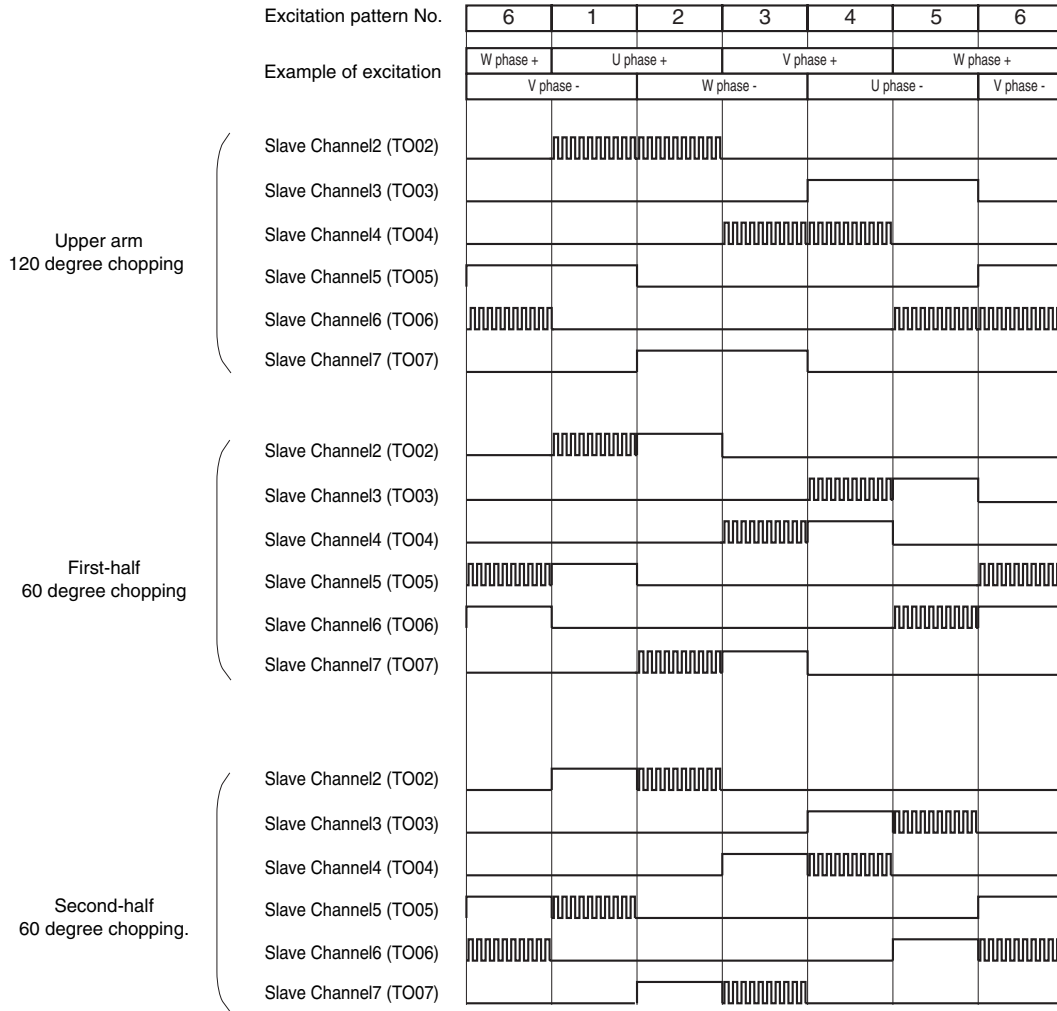 Excitation pattern No. 6 1 2 3 4 5 6
Example of excitation
W phase + U phase + V phase + W phase +
V phase - W phase - U phase - V phase -
Upper arm
120 degree chopping
Slave Channel2 (TO02)
Slave Channel3 (TO03)
Slave Channel4 (TO04)
Slave Channel5 (TO05)
Slave Channel6 (TO06)
Slave Channel7 (TO07)
First-half
60 degree chopping
Slave Channel2 (TO02)
Slave Channel3 (TO03)
Slave Channel4 (TO04)
Slave Channel5 (TO05)
Slave Channel6 (TO06)
Slave Channel7 (TO07)
Second-half
60 degree chopping.
Slave Channel2 (TO02)
Slave Channel3 (TO03)
Slave Channel4 (TO04)
Slave Channel5 (TO05)
Slave Channel6 (TO06)
Slave Channel7 (TO07)